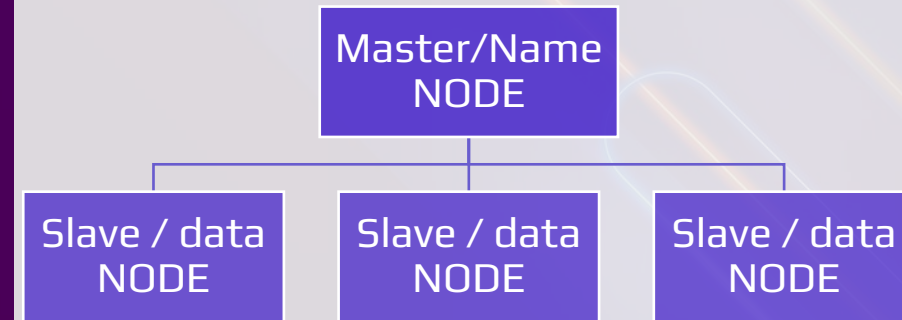 Master/Name
NODE
Slave / data
NODE
Slave / data
NODE
Slave / data
NODE